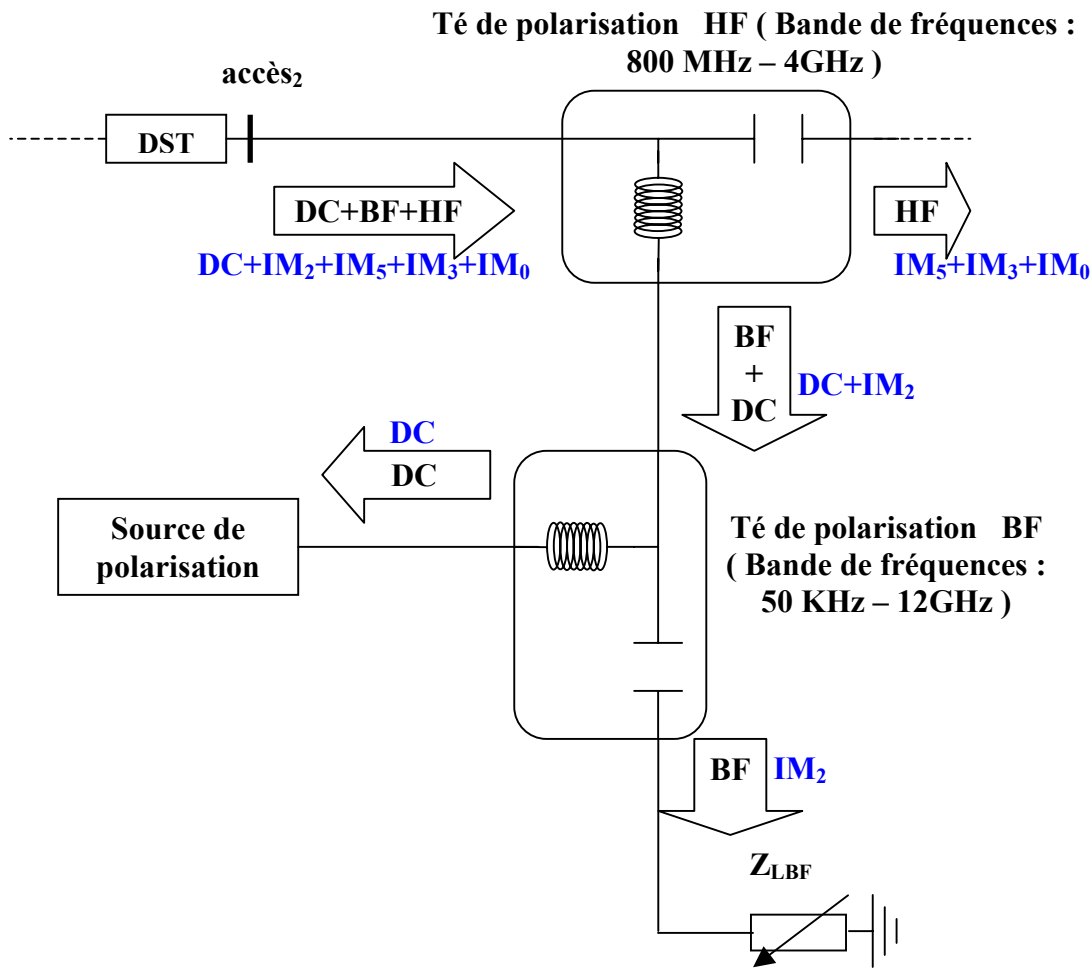 Té de polarisation HF ( Bande de fréquences :
800 MHz – 4GHz )
accès₂
DST
DC+BF+HF
HF
DC+IM₂+IM₅+IM₃+IM₀
IM₅+IM₃+IM₀
BF
+
DC
DC+IM₂
DC
DC
Source de
polarisation
Té de polarisation BF
( Bande de fréquences :
50 KHz – 12GHz )
BF
IM₂
Z_LBF